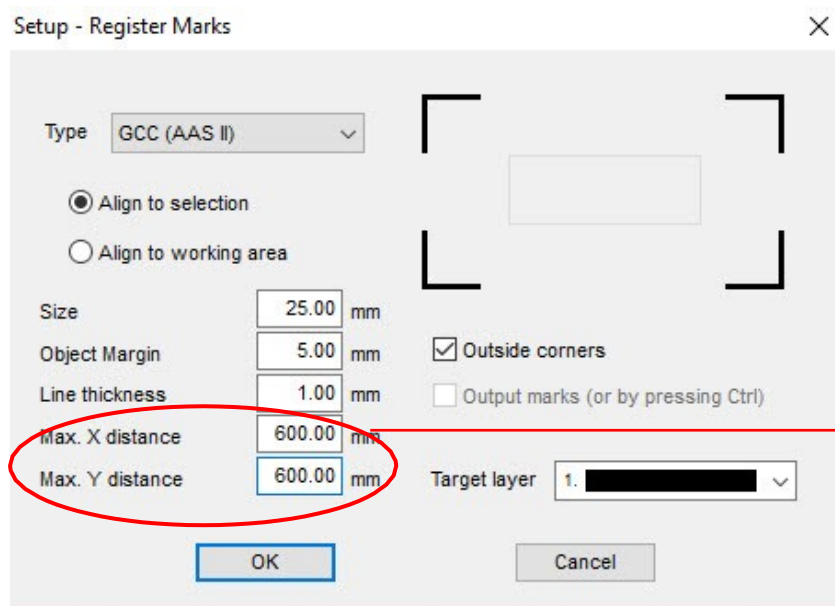 Setup - Register Marks
Type GCC (AAS II)
Align to selection
Align to working area
Size 25.00 mm
Object Margin 5.00 mm
Line thickness 1.00 mm
Max. X distance 600.00 mm
Max. Y distance 600.00 mm
Outside corners
Output marks (or by pressing Ctrl)
Target layer 1.
OK
Cancel